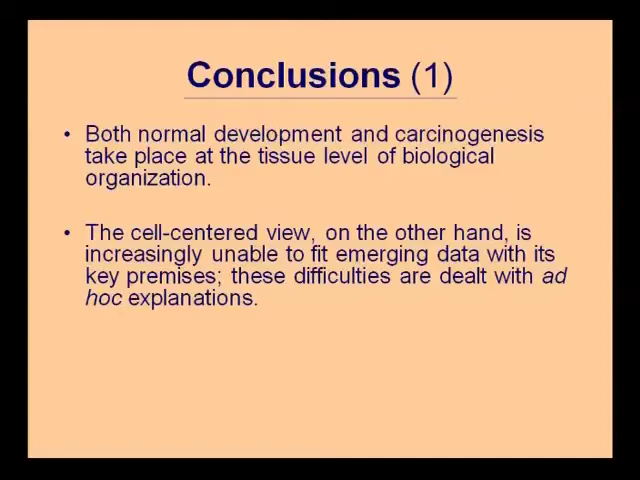 Conclusions (1)
• Both normal development and carcinogenesis
take place at the tissue level of biological
organization.
• The cell-centered view, on the other hand, is
increasingly unable to fit emerging data with its
key premises; these difficulties are dealt with ad
hoc explanations.